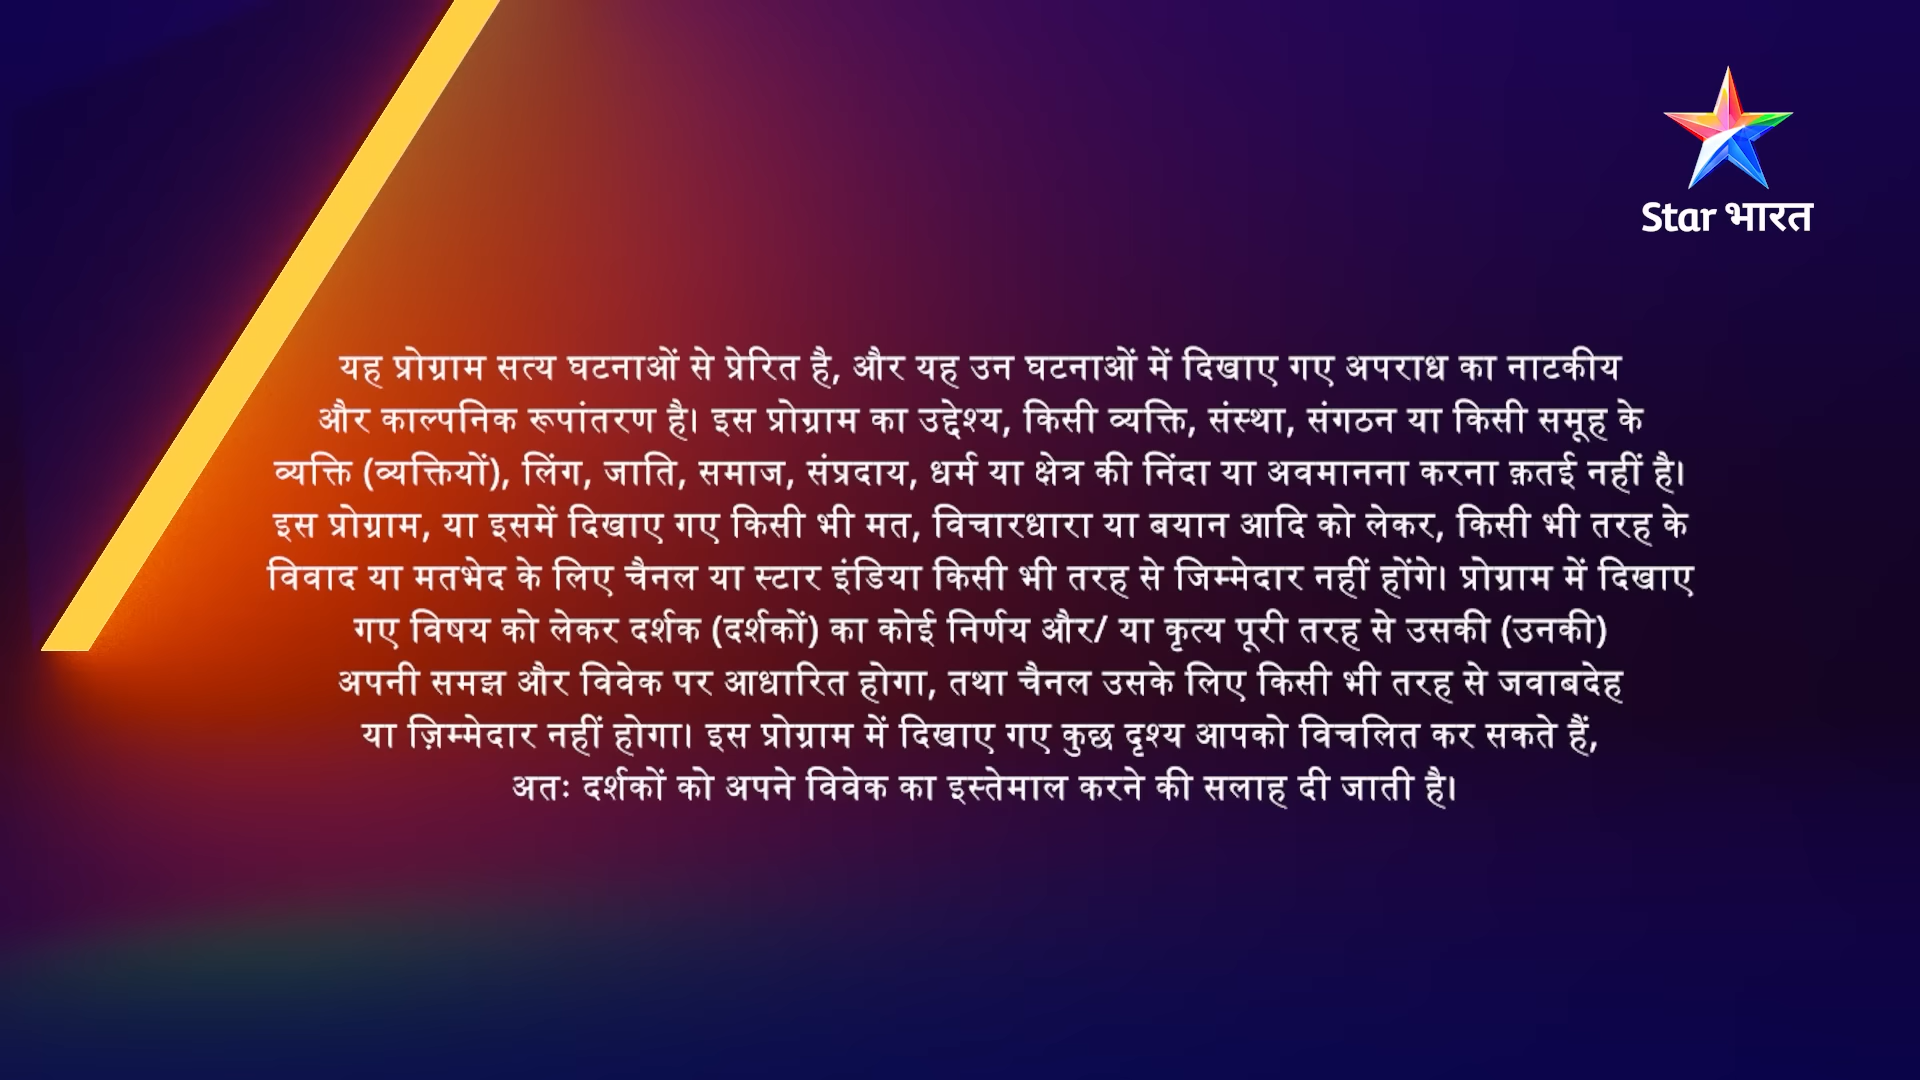 Star भारत
यह प्रोग्राम सत्य घटनाओं से प्रेरित है, और यह उन घटनाओं में दिखाए गए अपराध का नाटकीय
और काल्पनिक रूपांतरण है। इस प्रोग्राम का उद्देश्य, किसी व्यक्ति, संस्था, संगठन या किसी समूह के
व्यक्ति (व्यक्तियों), लिंग, जाति, समाज, संप्रदाय, धर्म या क्षेत्र की निंदा या अवमानना करना क़तई नहीं है।
इस प्रोग्राम, या इसमें दिखाए गए किसी भी मत, विचारधारा या बयान आदि को लेकर, किसी भी तरह के
विवाद या मतभेद के लिए चैनल या स्टार इंडिया किसी भी तरह से जिम्मेदार नहीं होंगे। प्रोग्राम में दिखाए
गए विषय को लेकर दर्शक (दर्शकों) का कोई निर्णय और/ या कृत्य पूरी तरह से उसकी (उनकी)
अपनी समझ और विवेक पर आधारित होगा, तथा चैनल उसके लिए किसी भी तरह से जवाबदेह
या ज़िम्मेदार नहीं होगा। इस प्रोग्राम में दिखाए गए कुछ दृश्य आपको विचलित कर सकते हैं,
अतः दर्शकों को अपने विवेक का इस्तेमाल करने की सलाह दी जाती है।